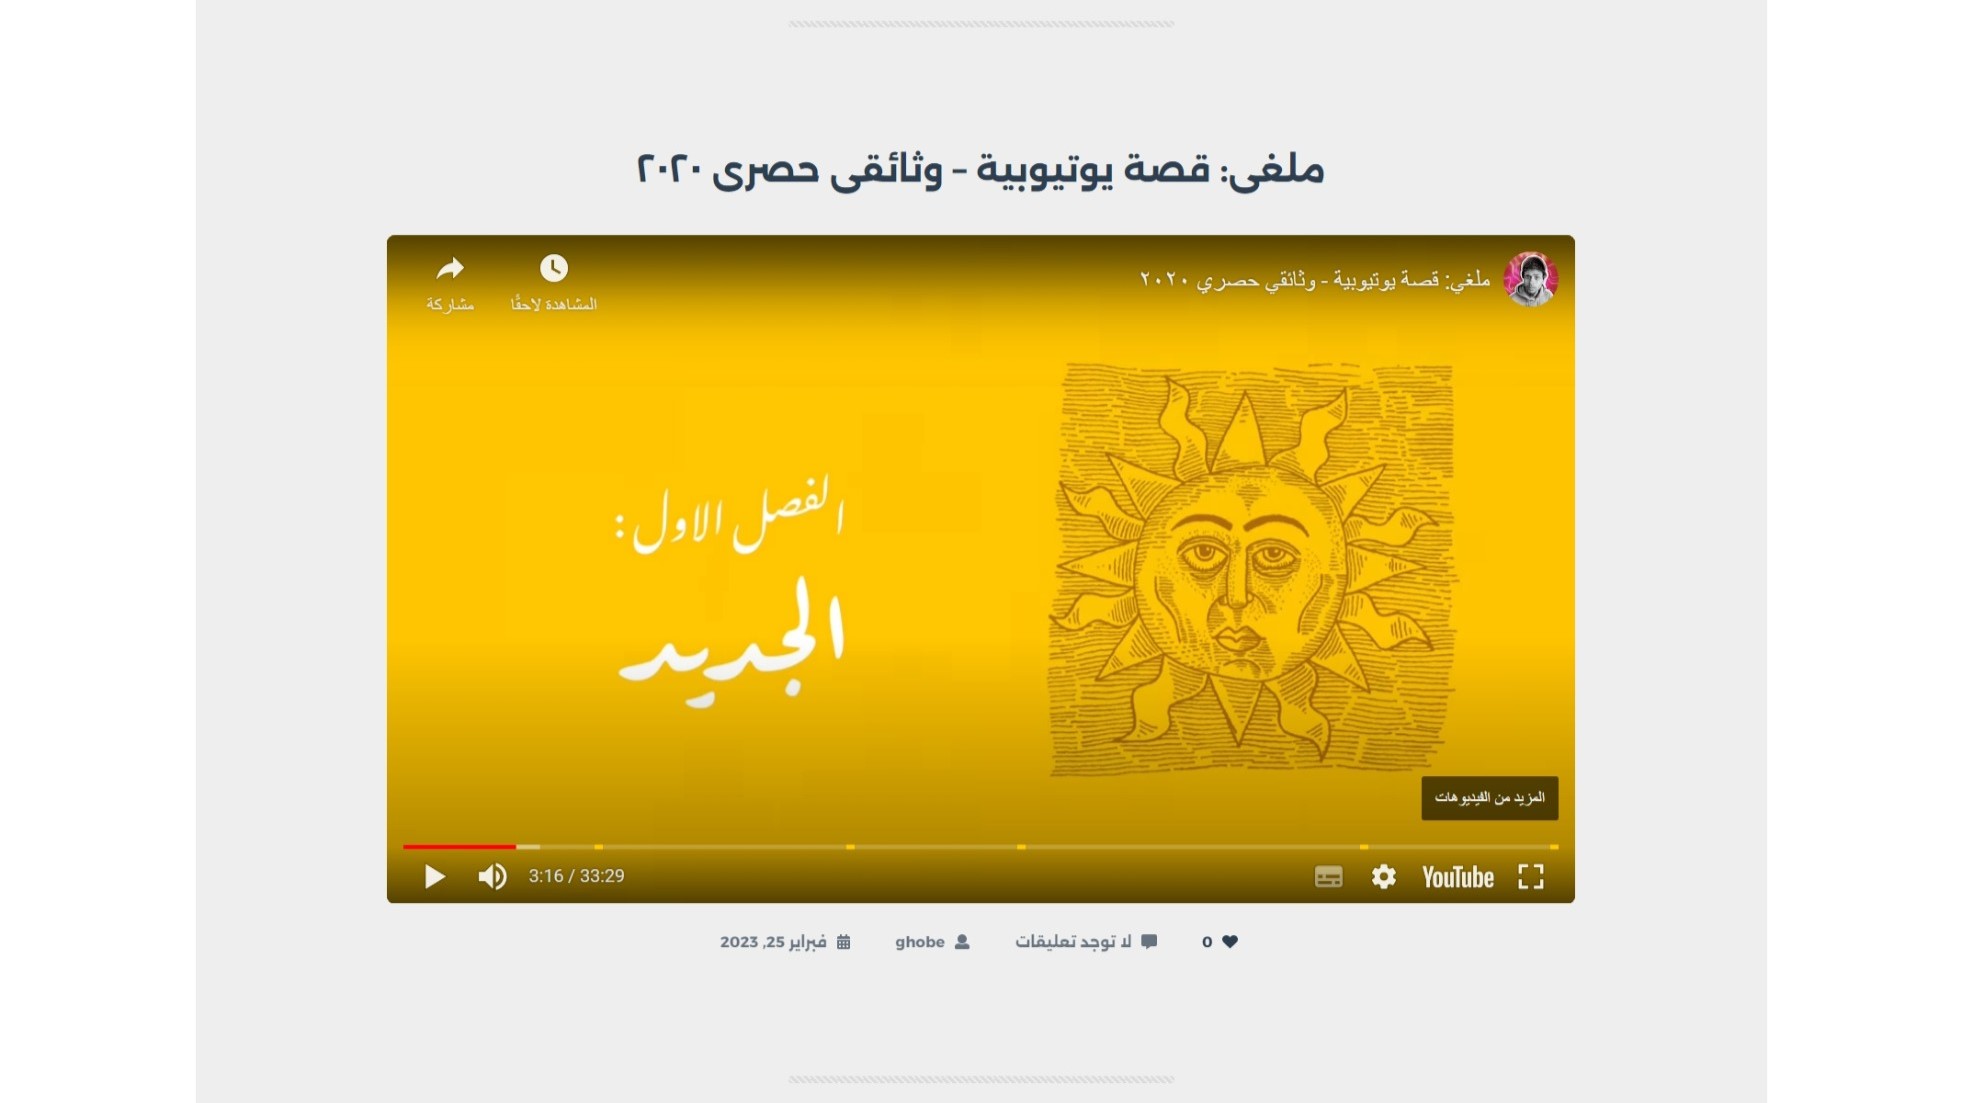 ملغى: قصة يوتيوبية – وثائقى حصرى ٢٠٢٠
ملغي: قصة يوتيوبية - وثائقي حصري ٢٠٢٠
المشاهدة لاحقًا
مشاركة
الفصل الاول:
الجديد
المزيد من الفيديوهات
3:16 / 33:29
YouTube
0
لا توجد تعليقات
ghobe
فبراير 25, 2023